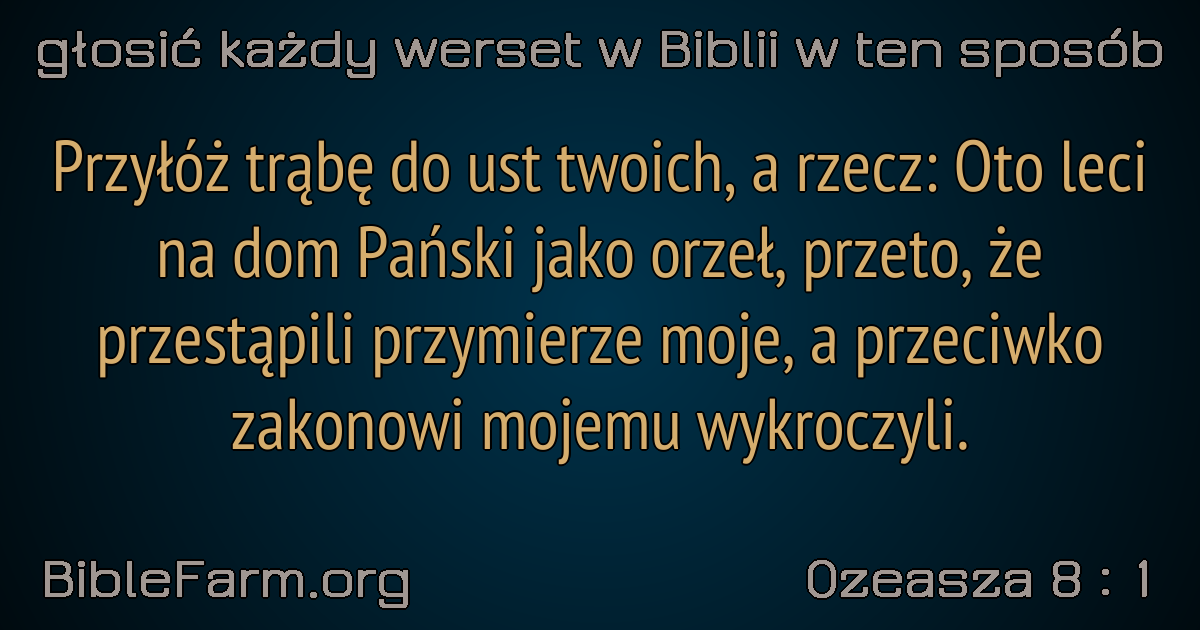 głosić każdy werset w Biblii w ten sposób
Przyłóż trąbę do ust twoich, a rzecz: Oto leci
na dom Pański jako orzeł, przeto, że
przestąpili przymierze moje, a przeciwko
zakonowi mojemu wykroczyli.
BibleFarm.org
Ozeasza 8 : 1